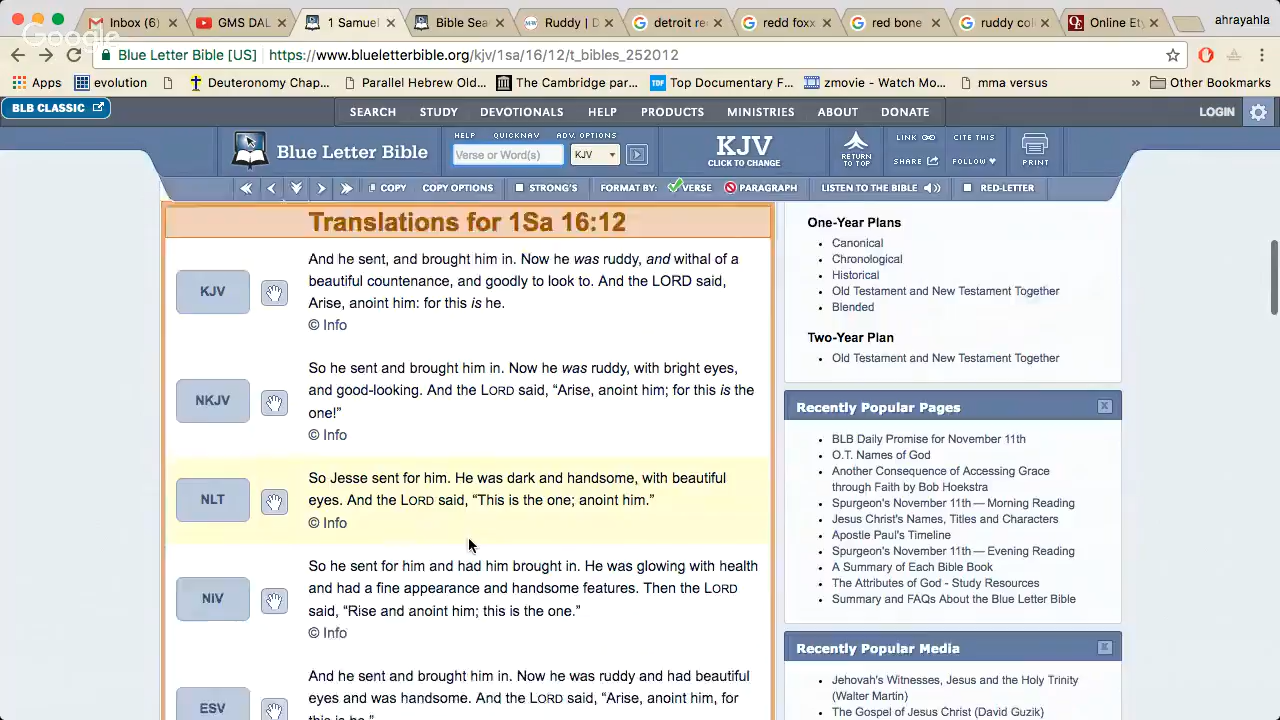 Inbox (6)
GMS DAL
1 Samuel
Bible Sea
Ruddy | D
detroit re
redd foxx
red bone
ruddy col
Online Ety
ahrayahla
Google
Blue Letter Bible [US]
https://www.blueletterbible.org/kjv/1sa/16/12/t_bibles_252012
Apps
evolution
Deuteronomy Chap...
Parallel Hebrew Old...
The Cambridge par...
TDF
Top Documentary F...
zmovie - Watch Mo...
mma versus
»
Other Bookmarks
BLB CLASSIC
SEARCH
STUDY
DEVOTIONALS
HELP
PRODUCTS
MINISTRIES
ABOUT
DONATE
LOGIN
Blue Letter Bible
HELP
QUICKNAV
ADV. OPTIONS
Verse or Word(s)
KJV
KJV
CLICK TO CHANGE
RETURN
TO TOP
LINK
CITE THIS
SHARE
FOLLOW
PRINT
COPY
COPY OPTIONS
STRONG'S
FORMAT BY:
VERSE
PARAGRAPH
LISTEN TO THE BIBLE
RED-LETTER
Translations for 1Sa 16:12
KJV
And he sent, and brought him in. Now he was ruddy, and withal of a
beautiful countenance, and goodly to look to. And the LORD said,
Arise, anoint him: for this is he.
© Info
NKJV
So he sent and brought him in. Now he was ruddy, with bright eyes,
and good-looking. And the LORD said, “Arise, anoint him; for this is the
one!”
© Info
NLT
So Jesse sent for him. He was dark and handsome, with beautiful
eyes. And the LORD said, “This is the one; anoint him.”
© Info
NIV
So he sent for him and had him brought in. He was glowing with health
and had a fine appearance and handsome features. Then the LORD
said, “Rise and anoint him; this is the one.”
© Info
ESV
And he sent and brought him in. Now he was ruddy and had beautiful
eyes and was handsome. And the LORD said, “Arise, anoint him, for
this is he.”
One-Year Plans
Canonical
Chronological
Historical
Old Testament and New Testament Together
Blended
Two-Year Plan
Old Testament and New Testament Together
Recently Popular Pages
BLB Daily Promise for November 11th
O.T. Names of God
Another Consequence of Accessing Grace
through Faith by Bob Hoekstra
Spurgeon's November 11th — Morning Reading
Jesus Christ's Names, Titles and Characters
Apostle Paul's Timeline
Spurgeon's November 11th — Evening Reading
A Summary of Each Bible Book
The Attributes of God - Study Resources
Summary and FAQs About the Blue Letter Bible
Recently Popular Media
Jehovah's Witnesses, Jesus and the Holy Trinity
(Walter Martin)
The Gospel of Jesus Christ (David Guzik)